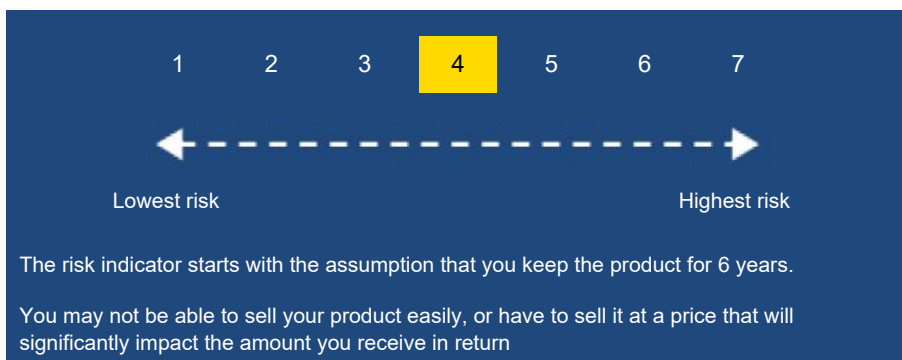 1 2 3 4 5 6 7
Lowest risk Highest risk
The risk indicator starts with the assumption that you keep the product for 6 years.
You may not be able to sell your product easily, or have to sell it at a price that will
significantly impact the amount you receive in return